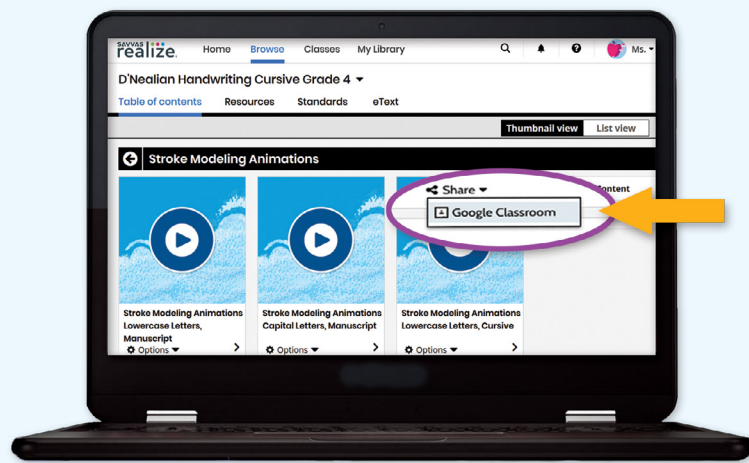 SAVVAS
realize. Home Browse Classes My Library Ms.
D'Nealian Handwriting Cursive Grade 4
Table of contents Resources Standards eText
Thumbnail view List view
Stroke Modeling Animations
Share
Content
Google Classroom
Stroke Modeling Animations
Lowercase Letters,
Manuscript
Options
Stroke Modeling Animations
Capital Letters, Manuscript
Options
Stroke Modeling Animations
Lowercase Letters, Cursive
Options